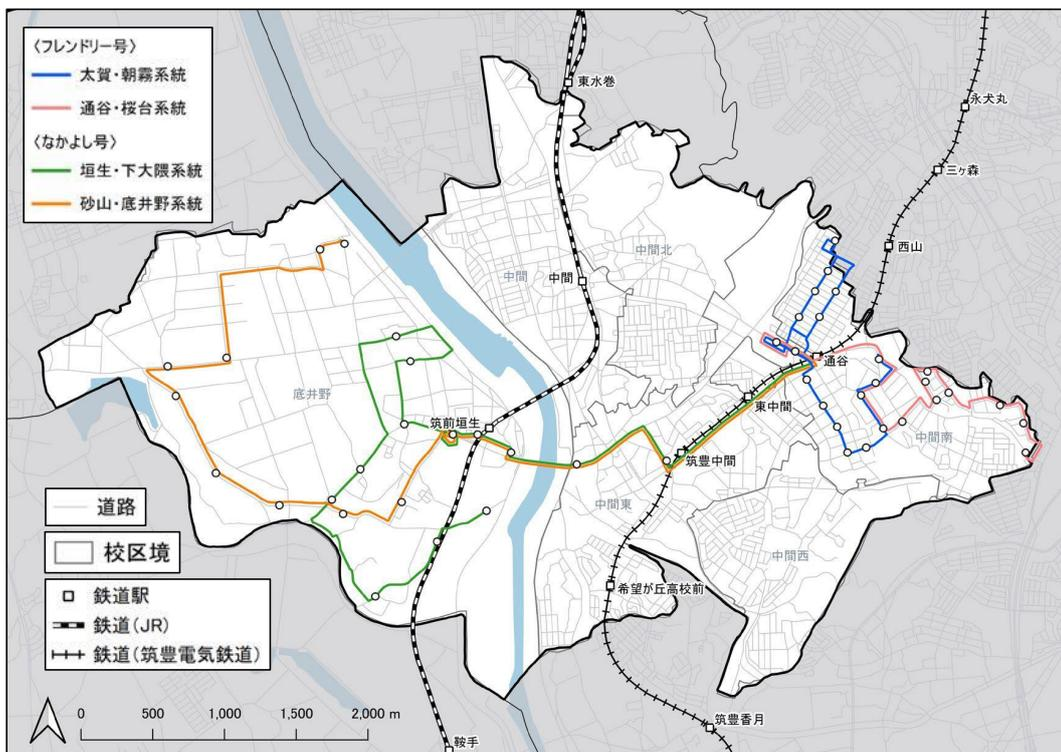 〈フレンドリー号〉
太賀・朝霧系統
通谷・桜台系統
〈なかよし号〉
垣生・下大隈系統
砂山・底井野系統
東水巻
永犬丸
三ヶ森
西山
中間北
中間
中間
通谷
底井野
東中間
筑前垣生
中間南
筑豊中間
中間東
中間西
希望が丘高校前
道路
校区境
鉄道駅
鉄道(JR)
鉄道(筑豊電気鉄道)
0 500 1,000 1,500 2,000 m
筑豊香月
鞍手